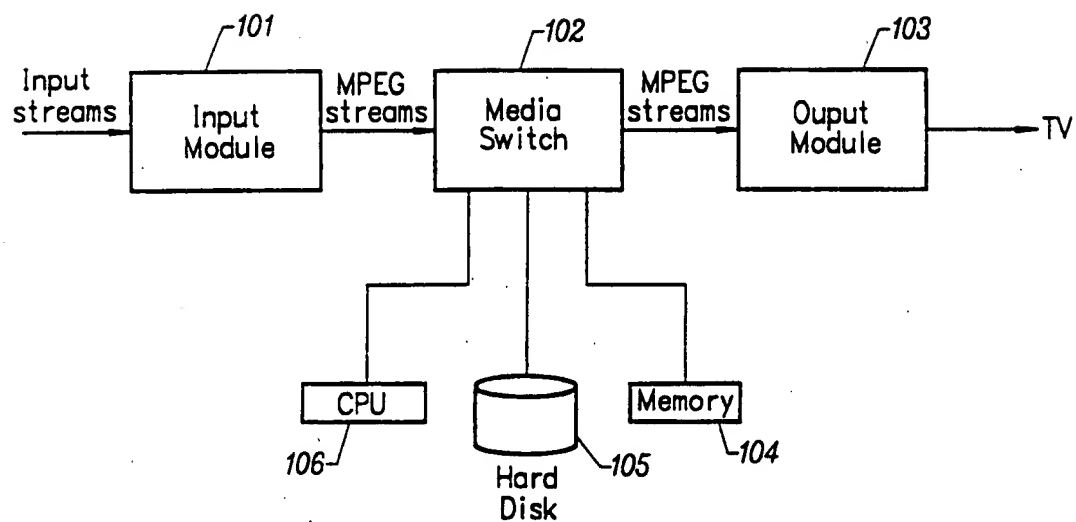 101
102
103
Input
streams
Input
Module
MPEG
streams
Media
Switch
MPEG
streams
Ouput
Module
TV
CPU
106
Hard
Disk
105
Memory
104